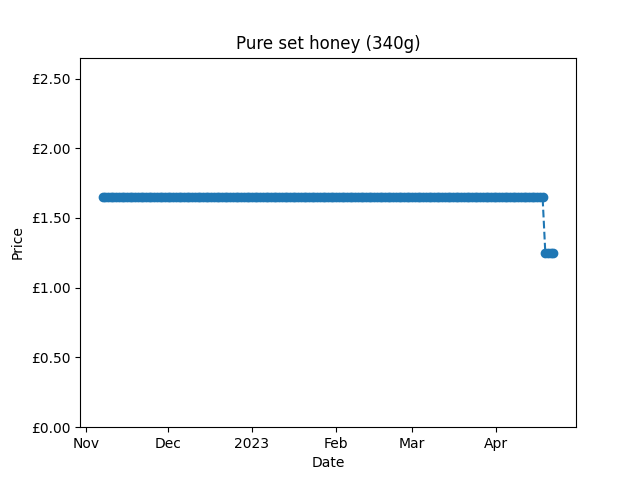 Pure set honey (340g)
£2.50
£2.00
£1.50
£1.00
£0.50
£0.00
Price
Nov Dec 2023 Feb Mar Apr
Date